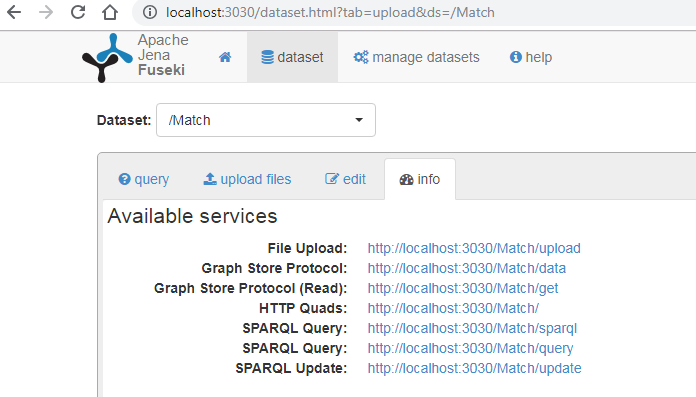 localhost:3030/dataset.html?tab=upload&ds=/Match
Apache
Jena
Fuseki
dataset
manage datasets
help
Dataset: /Match
query
upload files
edit
info
Available services
File Upload: http://localhost:3030/Match/upload
Graph Store Protocol: http://localhost:3030/Match/data
Graph Store Protocol (Read): http://localhost:3030/Match/get
HTTP Quads: http://localhost:3030/Match/
SPARQL Query: http://localhost:3030/Match/sparql
SPARQL Query: http://localhost:3030/Match/query
SPARQL Update: http://localhost:3030/Match/update